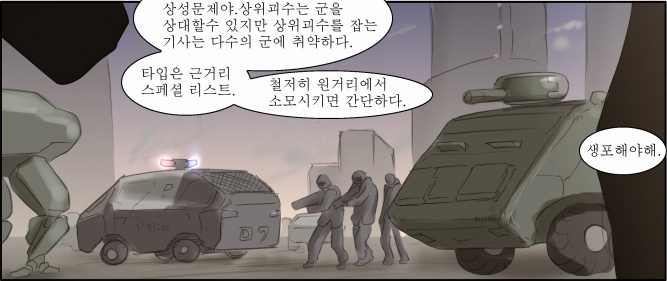 상성문제야.상위괴수는 군을
상대할수 있지만 상위괴수를 잡는
기사는 다수의 군에 취약하다.
타입은 근거리
스페셜 리스트.
철저히 원거리에서
소모시키면 간단하다.
생포해야해.
Police